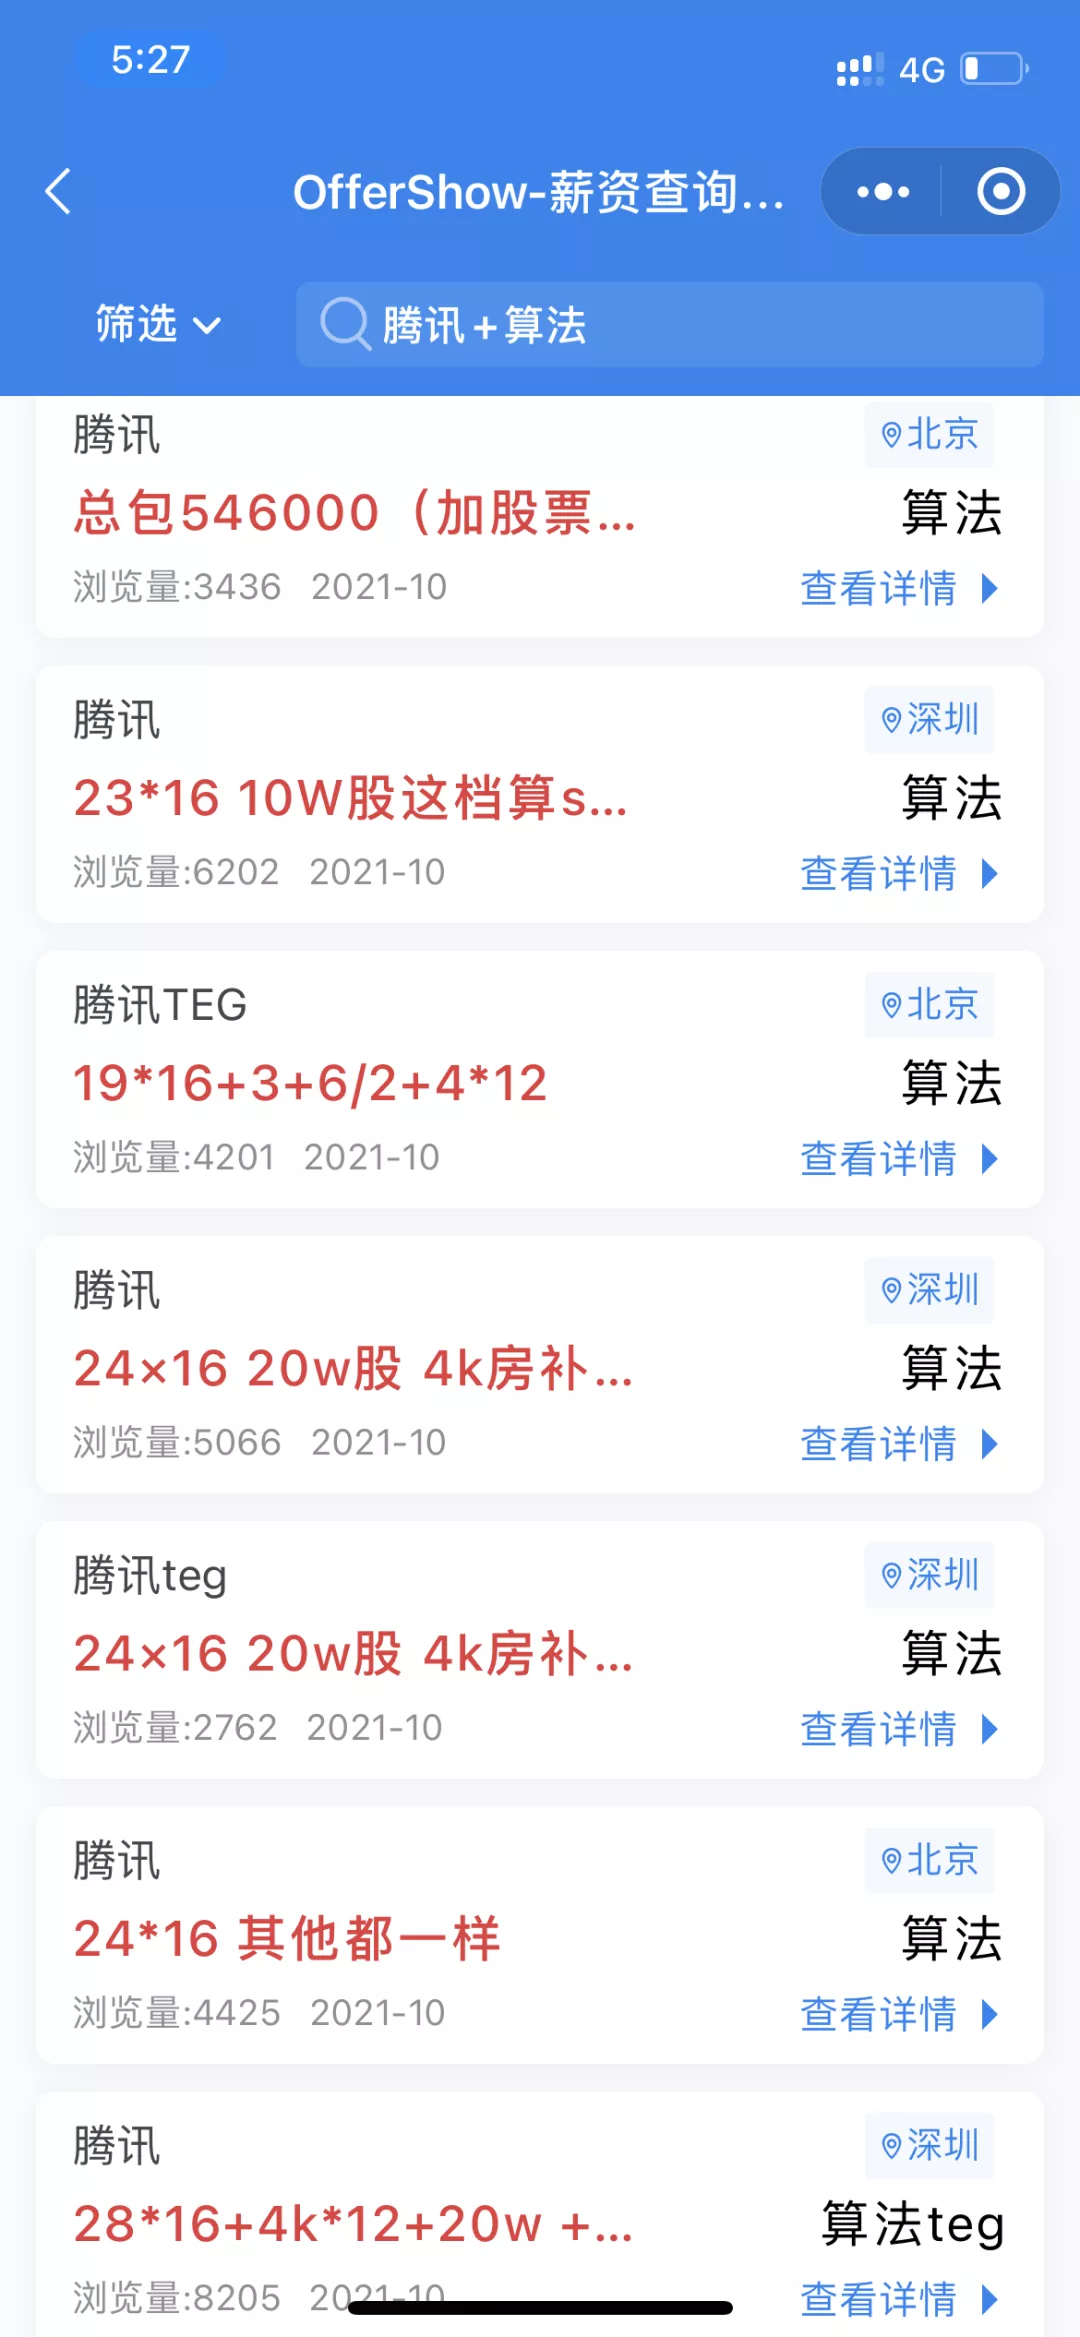 5:27
4G
OfferShow-薪资查询...
筛选
腾讯+算法
腾讯
北京
总包546000（加股票...
算法
浏览量:3436 2021-10
查看详情
腾讯
深圳
23*16 10W股这档算s...
算法
浏览量:6202 2021-10
查看详情
腾讯TEG
北京
19*16+3+6/2+4*12
算法
浏览量:4201 2021-10
查看详情
腾讯
深圳
24×16 20w股 4k房补...
算法
浏览量:5066 2021-10
查看详情
腾讯teg
深圳
24×16 20w股 4k房补...
算法
浏览量:2762 2021-10
查看详情
腾讯
北京
24*16 其他都一样
算法
浏览量:4425 2021-10
查看详情
腾讯
深圳
28*16+4k*12+20w +...
算法teg
浏览量:8205 2021-10
查看详情